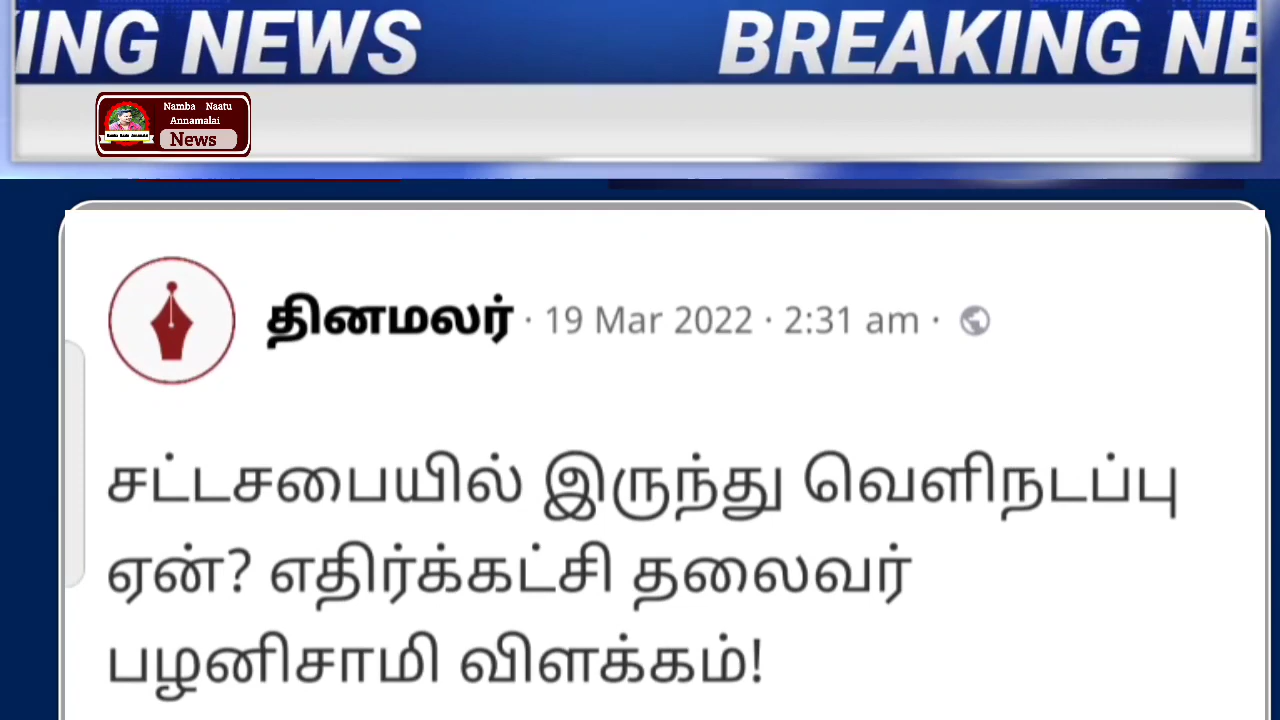 ING NEWS BREAKING NE
Namba Naatu
Annamalai
News
தினமலர் · 19 Mar 2022 · 2:31 am ·
சட்டசபையில் இருந்து வெளிநடப்பு
ஏன்? எதிர்க்கட்சி தலைவர்
பழனிசாமி விளக்கம்!